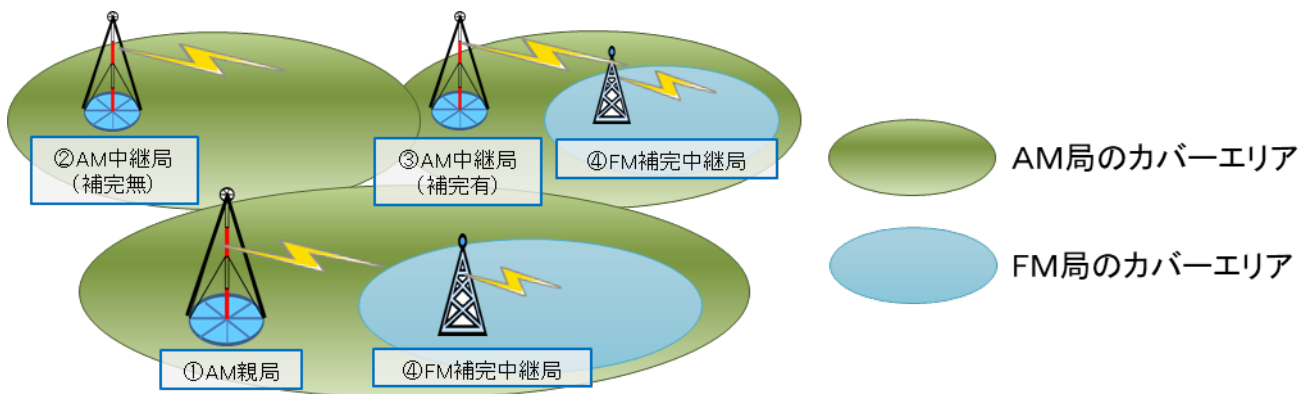 ②AM中継局
(補完無)
③AM中継局
(補完有)
④FM補完中継局
AM局のカバーエリア
FM局のカバーエリア
①AM親局
④FM補完中継局